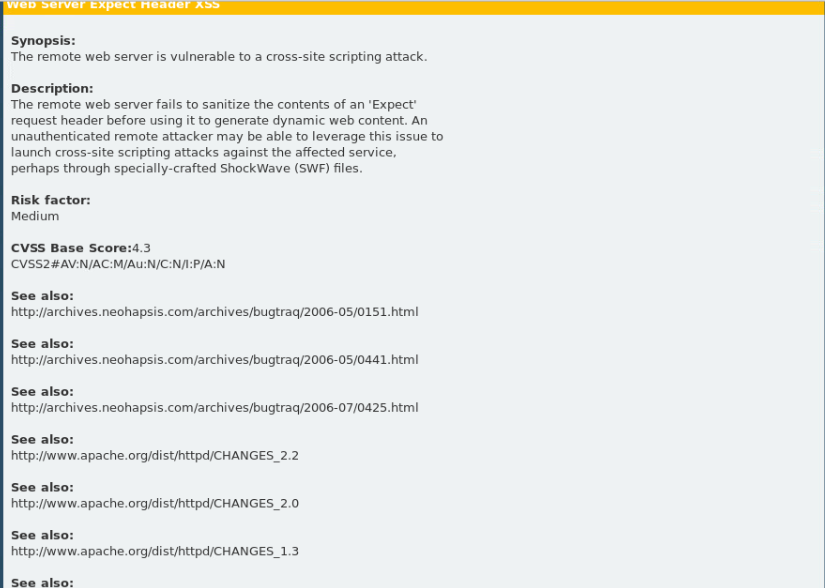 Web Server Expect Header XSS
Synopsis:
The remote web server is vulnerable to a cross-site scripting attack.
Description:
The remote web server fails to sanitize the contents of an 'Expect'
request header before using it to generate dynamic web content. An
unauthenticated remote attacker may be able to leverage this issue to
launch cross-site scripting attacks against the affected service,
perhaps through specially-crafted ShockWave (SWF) files.
Risk factor:
Medium
CVSS Base Score:4.3
CVSS2#AV:N/AC:M/Au:N/C:N/I:P/A:N
See also:
http://archives.neohapsis.com/archives/bugtraq/2006-05/0151.html
See also:
http://archives.neohapsis.com/archives/bugtraq/2006-05/0441.html
See also:
http://archives.neohapsis.com/archives/bugtraq/2006-07/0425.html
See also:
http://www.apache.org/dist/httpd/CHANGES_2.2
See also:
http://www.apache.org/dist/httpd/CHANGES_2.0
See also:
http://www.apache.org/dist/httpd/CHANGES_1.3
See also: